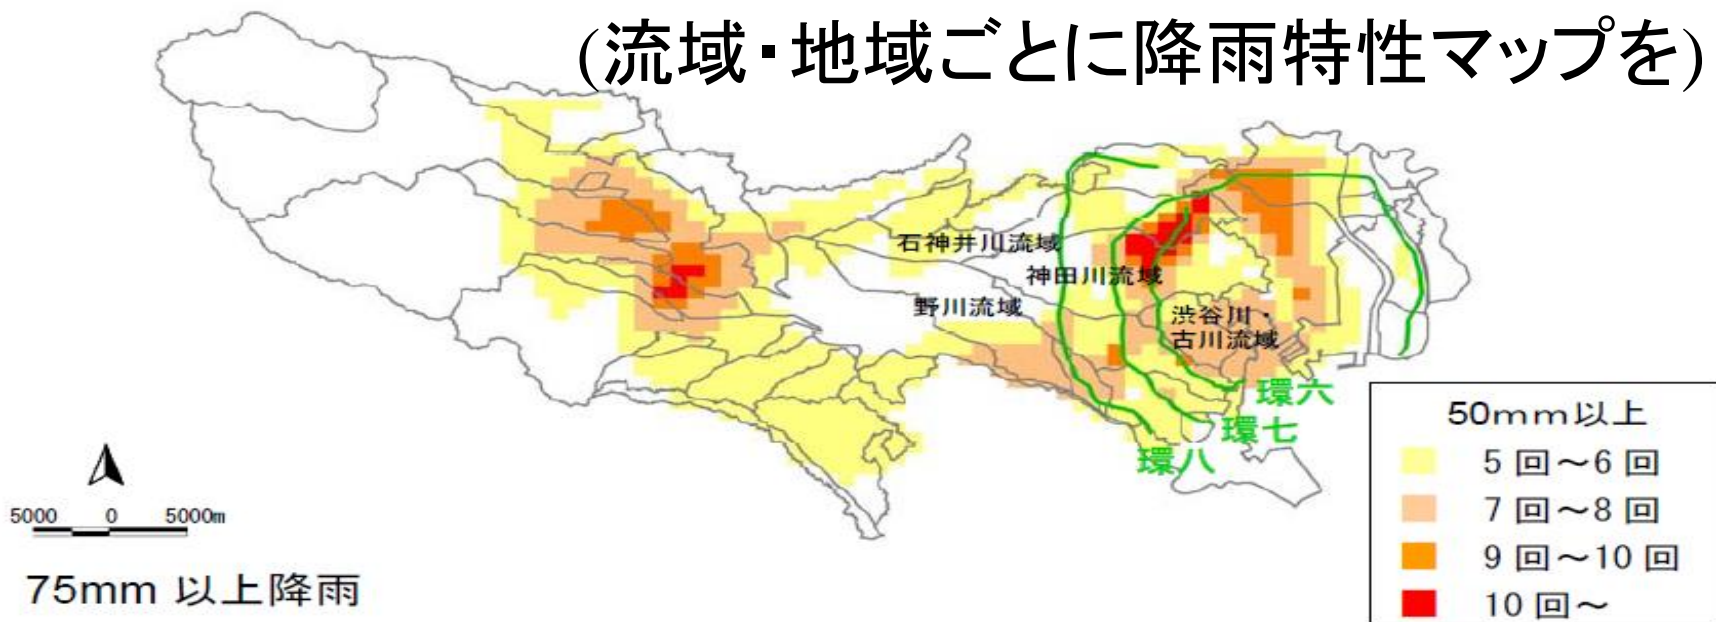 (流域・地域ごとに降雨特性マップを)
石神井川流域
神田川流域
野川流域
渋谷川・
古川流域
環六
環七
環八
5000 0 5000m
75mm 以上降雨
50mm以上
5回～6回
7回～8回
9回～10回
10回～